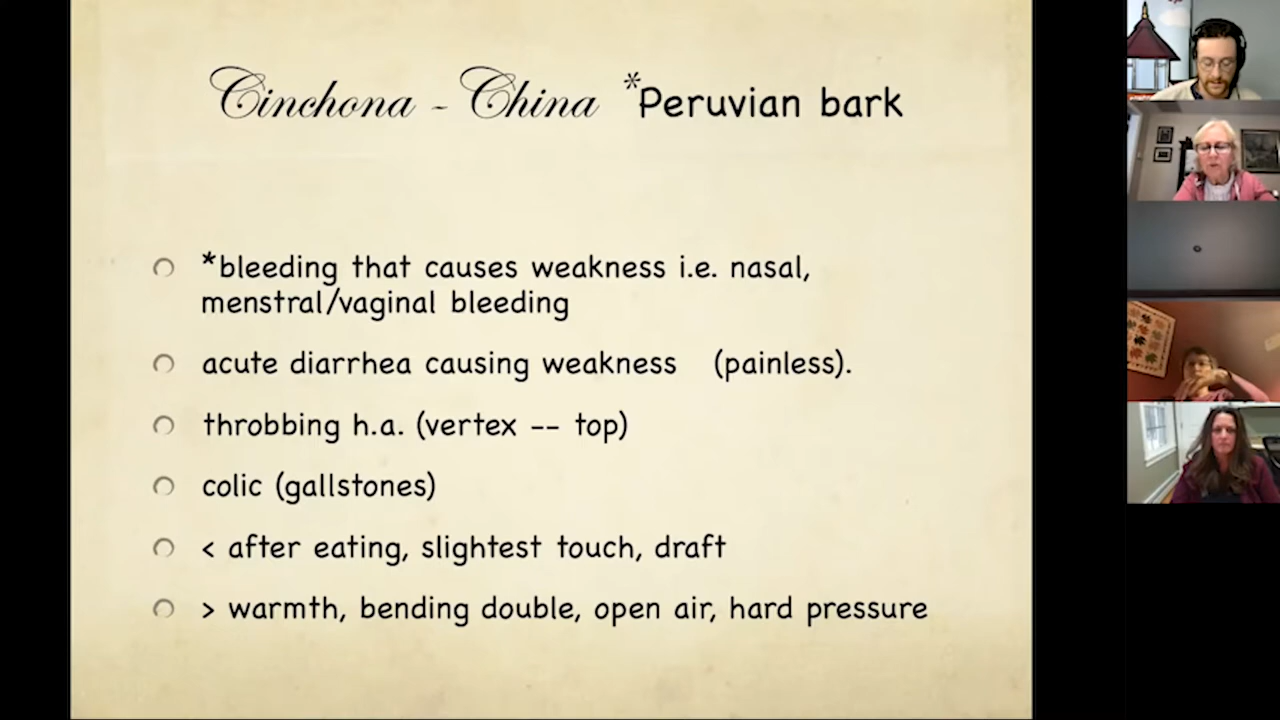 Cinchona - China *Peruvian bark
*bleeding that causes weakness i.e. nasal,
menstral/vaginal bleeding
acute diarrhea causing weakness (painless).
throbbing h.a. (vertex -- top)
colic (gallstones)
< after eating, slightest touch, draft
> warmth, bending double, open air, hard pressure